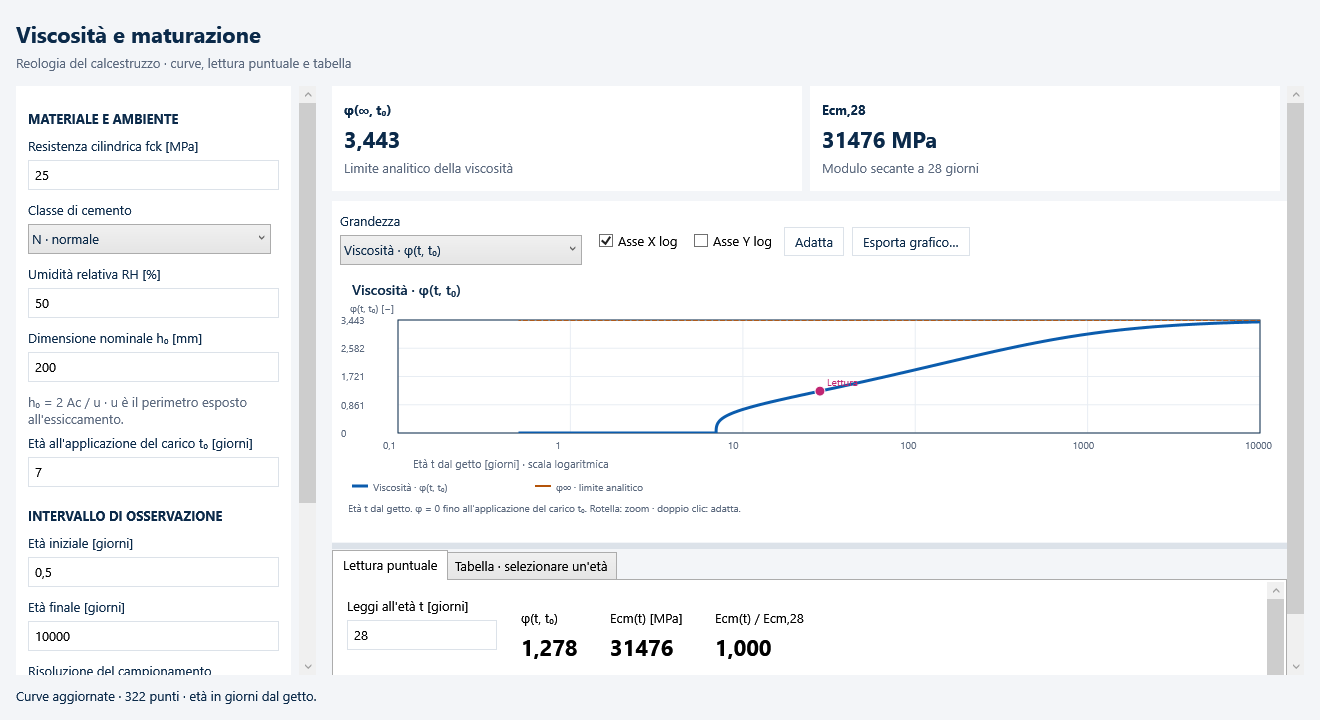 Viscosità e maturazione
Reologia del calcestruzzo · curve, lettura puntuale e tabella
MATERIALE E AMBIENTE
Resistenza cilindrica fck [MPa]
25
Classe di cemento
N · normale
Umidità relativa RH [%]
50
Dimensione nominale h₀ [mm]
200
h₀ = 2 Ac / u · u è il perimetro esposto
all'essiccamento.
Età all'applicazione del carico t₀ [giorni]
7
INTERVALLO DI OSSERVAZIONE
Età iniziale [giorni]
0,5
Età finale [giorni]
10000
Risoluzione del campionamento
φ(∞, t₀)
3,443
Limite analitico della viscosità
Ecm,28
31476 MPa
Modulo secante a 28 giorni
Grandezza
Viscosità · φ(t, t₀)
Asse X log
Asse Y log
Adatta
Esporta grafico...
Viscosità · φ(t, t₀)
φ(t, t₀) [−]
3,443
2,582
1,721
0,861
0
Lettura
0,1 1 10 100 1000 10000
Età t dal getto [giorni] · scala logaritmica
Viscosità · φ(t, t₀)
φ∞ · limite analitico
Età t dal getto. φ = 0 fino all'applicazione del carico t₀. Rotella: zoom · doppio clic: adatta.
Lettura puntuale
Tabella · selezionare un'età
Leggi all'età t [giorni]
28
φ(t, t₀)
1,278
Ecm(t) [MPa]
31476
Ecm(t) / Ecm,28
1,000
Curve aggiornate · 322 punti · età in giorni dal getto.